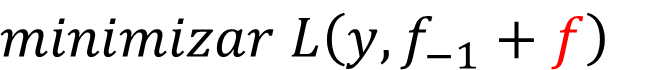 minimizar L(y, f₋₁ + f)